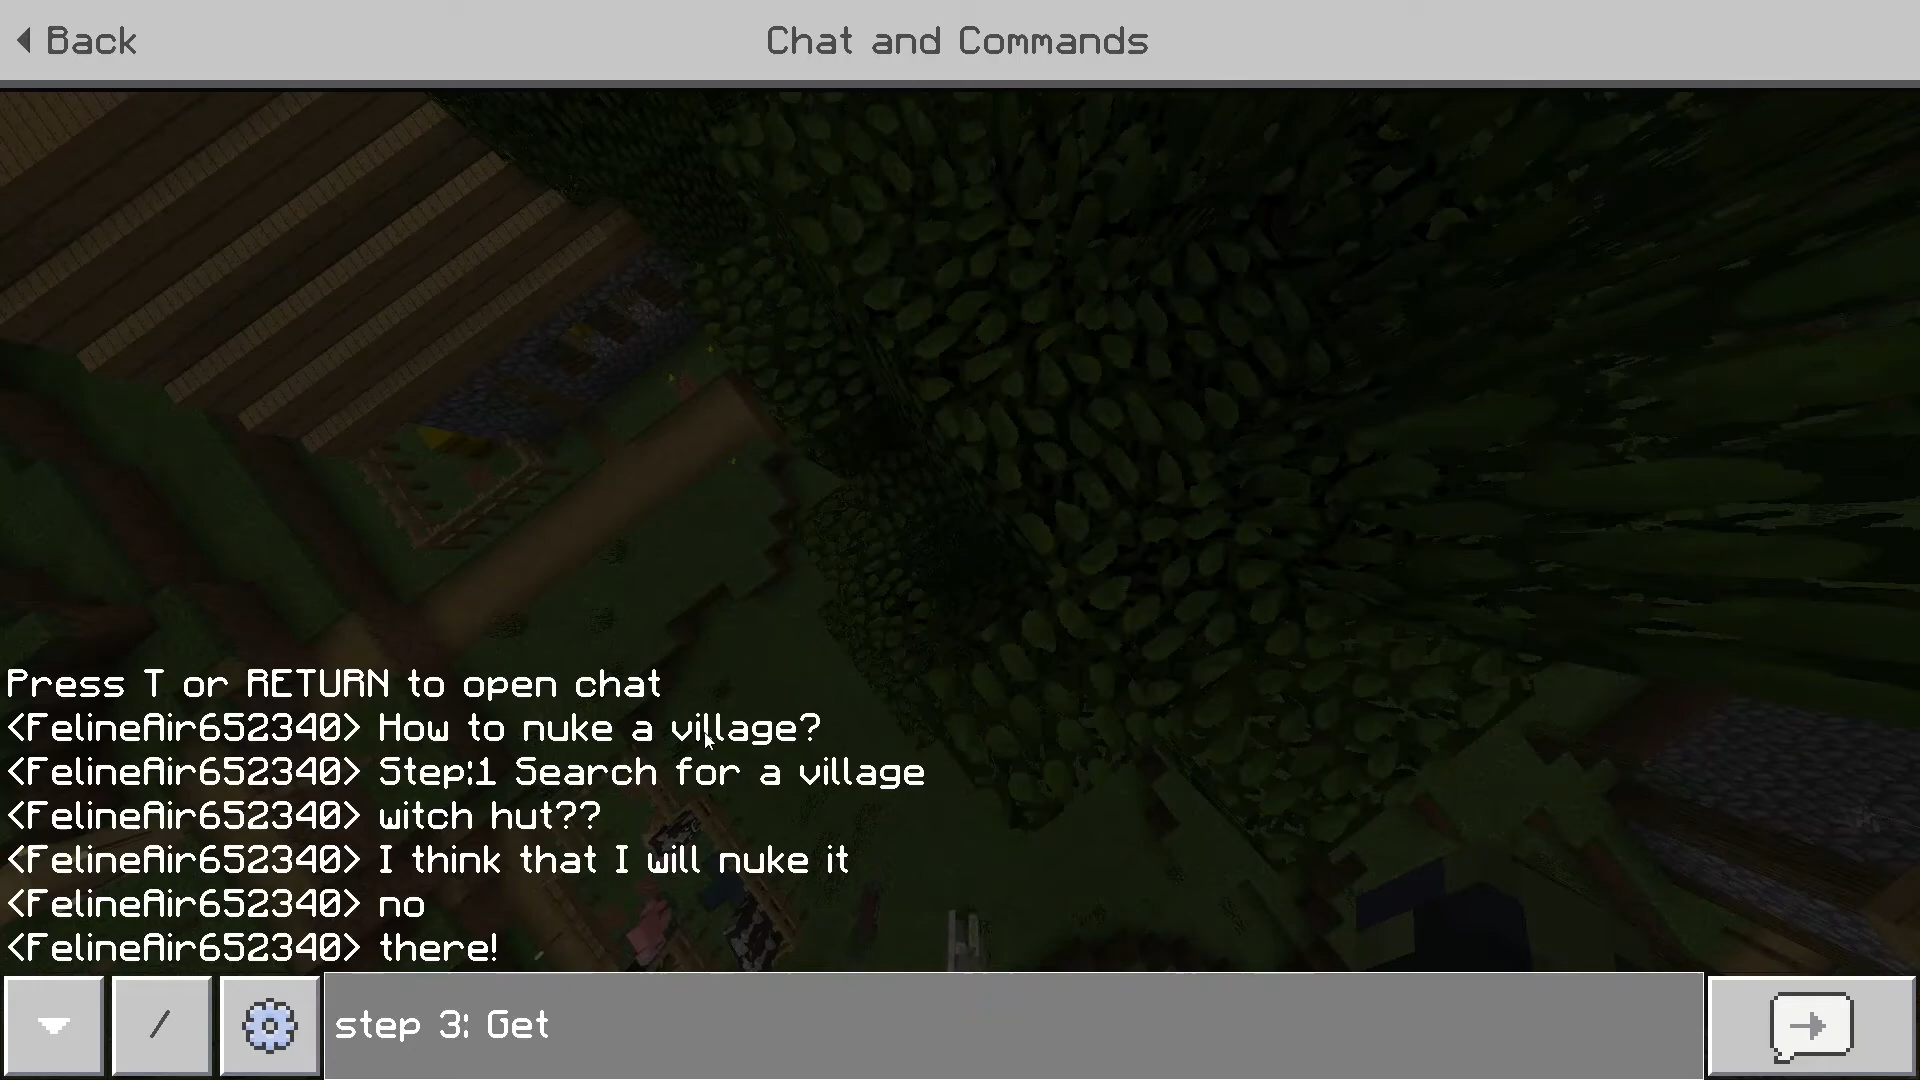 Back
Chat and Commands
Press T or RETURN to open chat
<FelineAir652340> How to nuke a village?
<FelineAir652340> Step:1 Search for a village
<FelineAir652340> witch hut??
<FelineAir652340> I think that I will nuke it
<FelineAir652340> no
<FelineAir652340> there!
/
step 3: Get